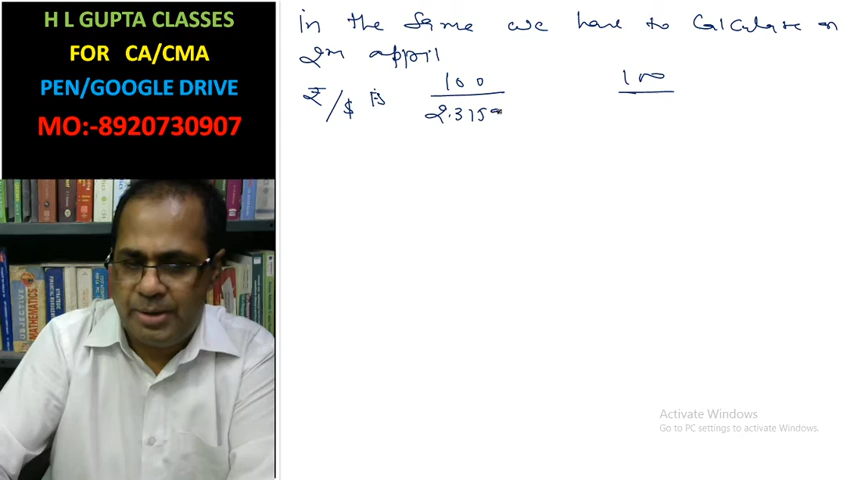 H L GUPTA CLASSES
FOR CA/CMA
PEN/GOOGLE DRIVE
MO:-8920730907
in the same we have to Calculate on
april
₹/$ is 100 100
2.3150
Activate Windows
Go to PC settings to activate Windows.